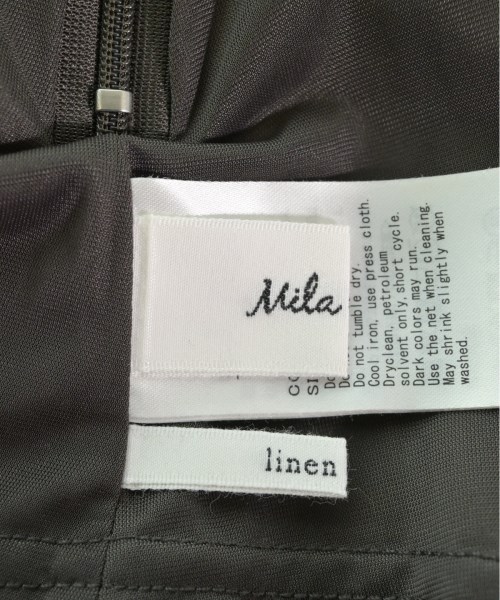 Mila
linen
Do not tumble dry.
Cool iron, use press cloth.
Dryclean, petroleum
solvent only, short cycle.
Dark colors may run.
Use the net when cleaning.
May shrink slightly when
washed.